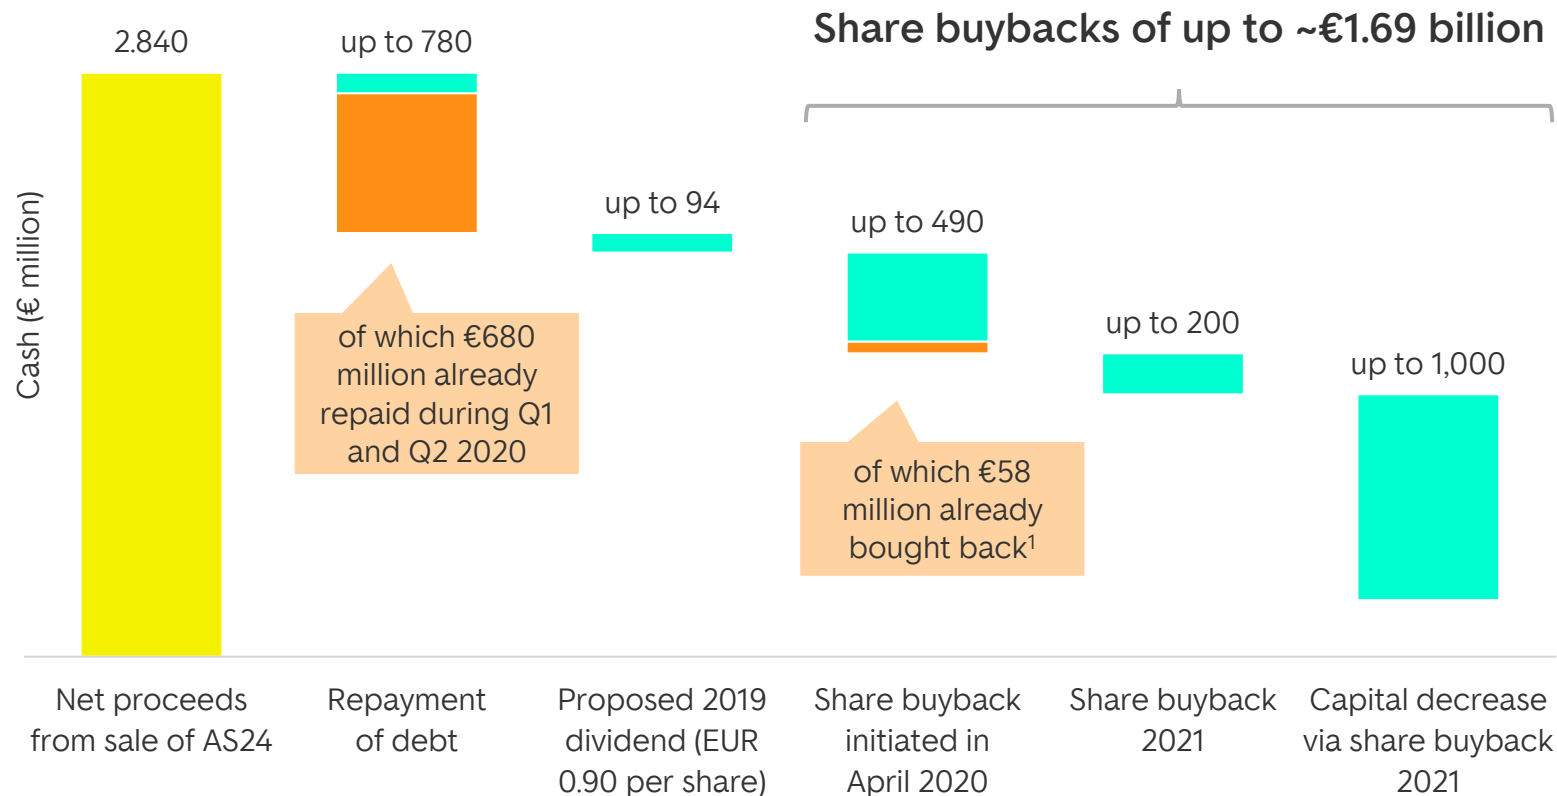 Share buybacks of up to ~€1.69 billion
2.840
up to 780
up to 94
up to 490
up to 200
up to 1,000
Cash (€ million)
of which €680
million already
repaid during Q1
and Q2 2020
of which €58
million already
bought back¹
Net proceeds
from sale of AS24
Repayment
of debt
Proposed 2019
dividend (EUR
0.90 per share)
Share buyback
initiated in
April 2020
Share buyback
2021
Capital decrease
via share buyback
2021